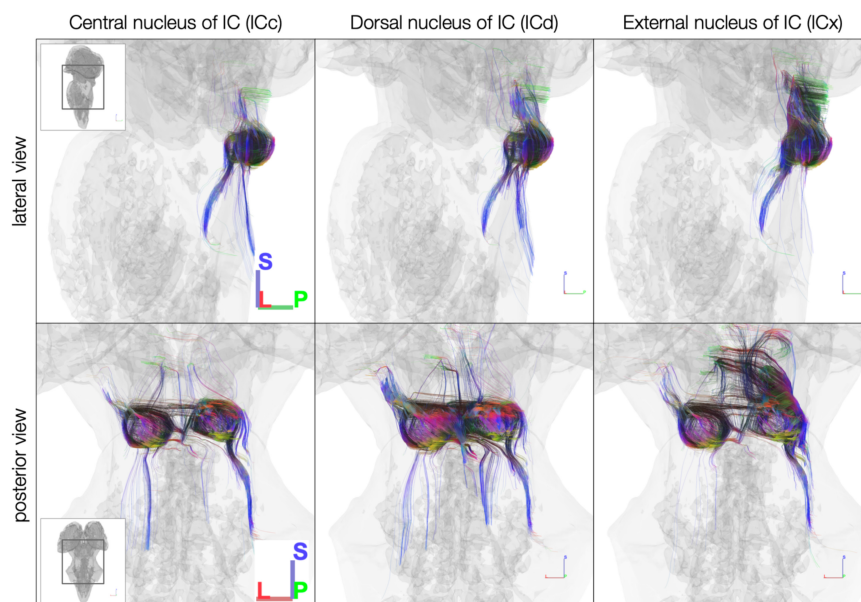 Central nucleus of IC (ICc)
Dorsal nucleus of IC (ICd)
External nucleus of IC (ICx)
lateral view
S
L
P
posterior view
S
L
P